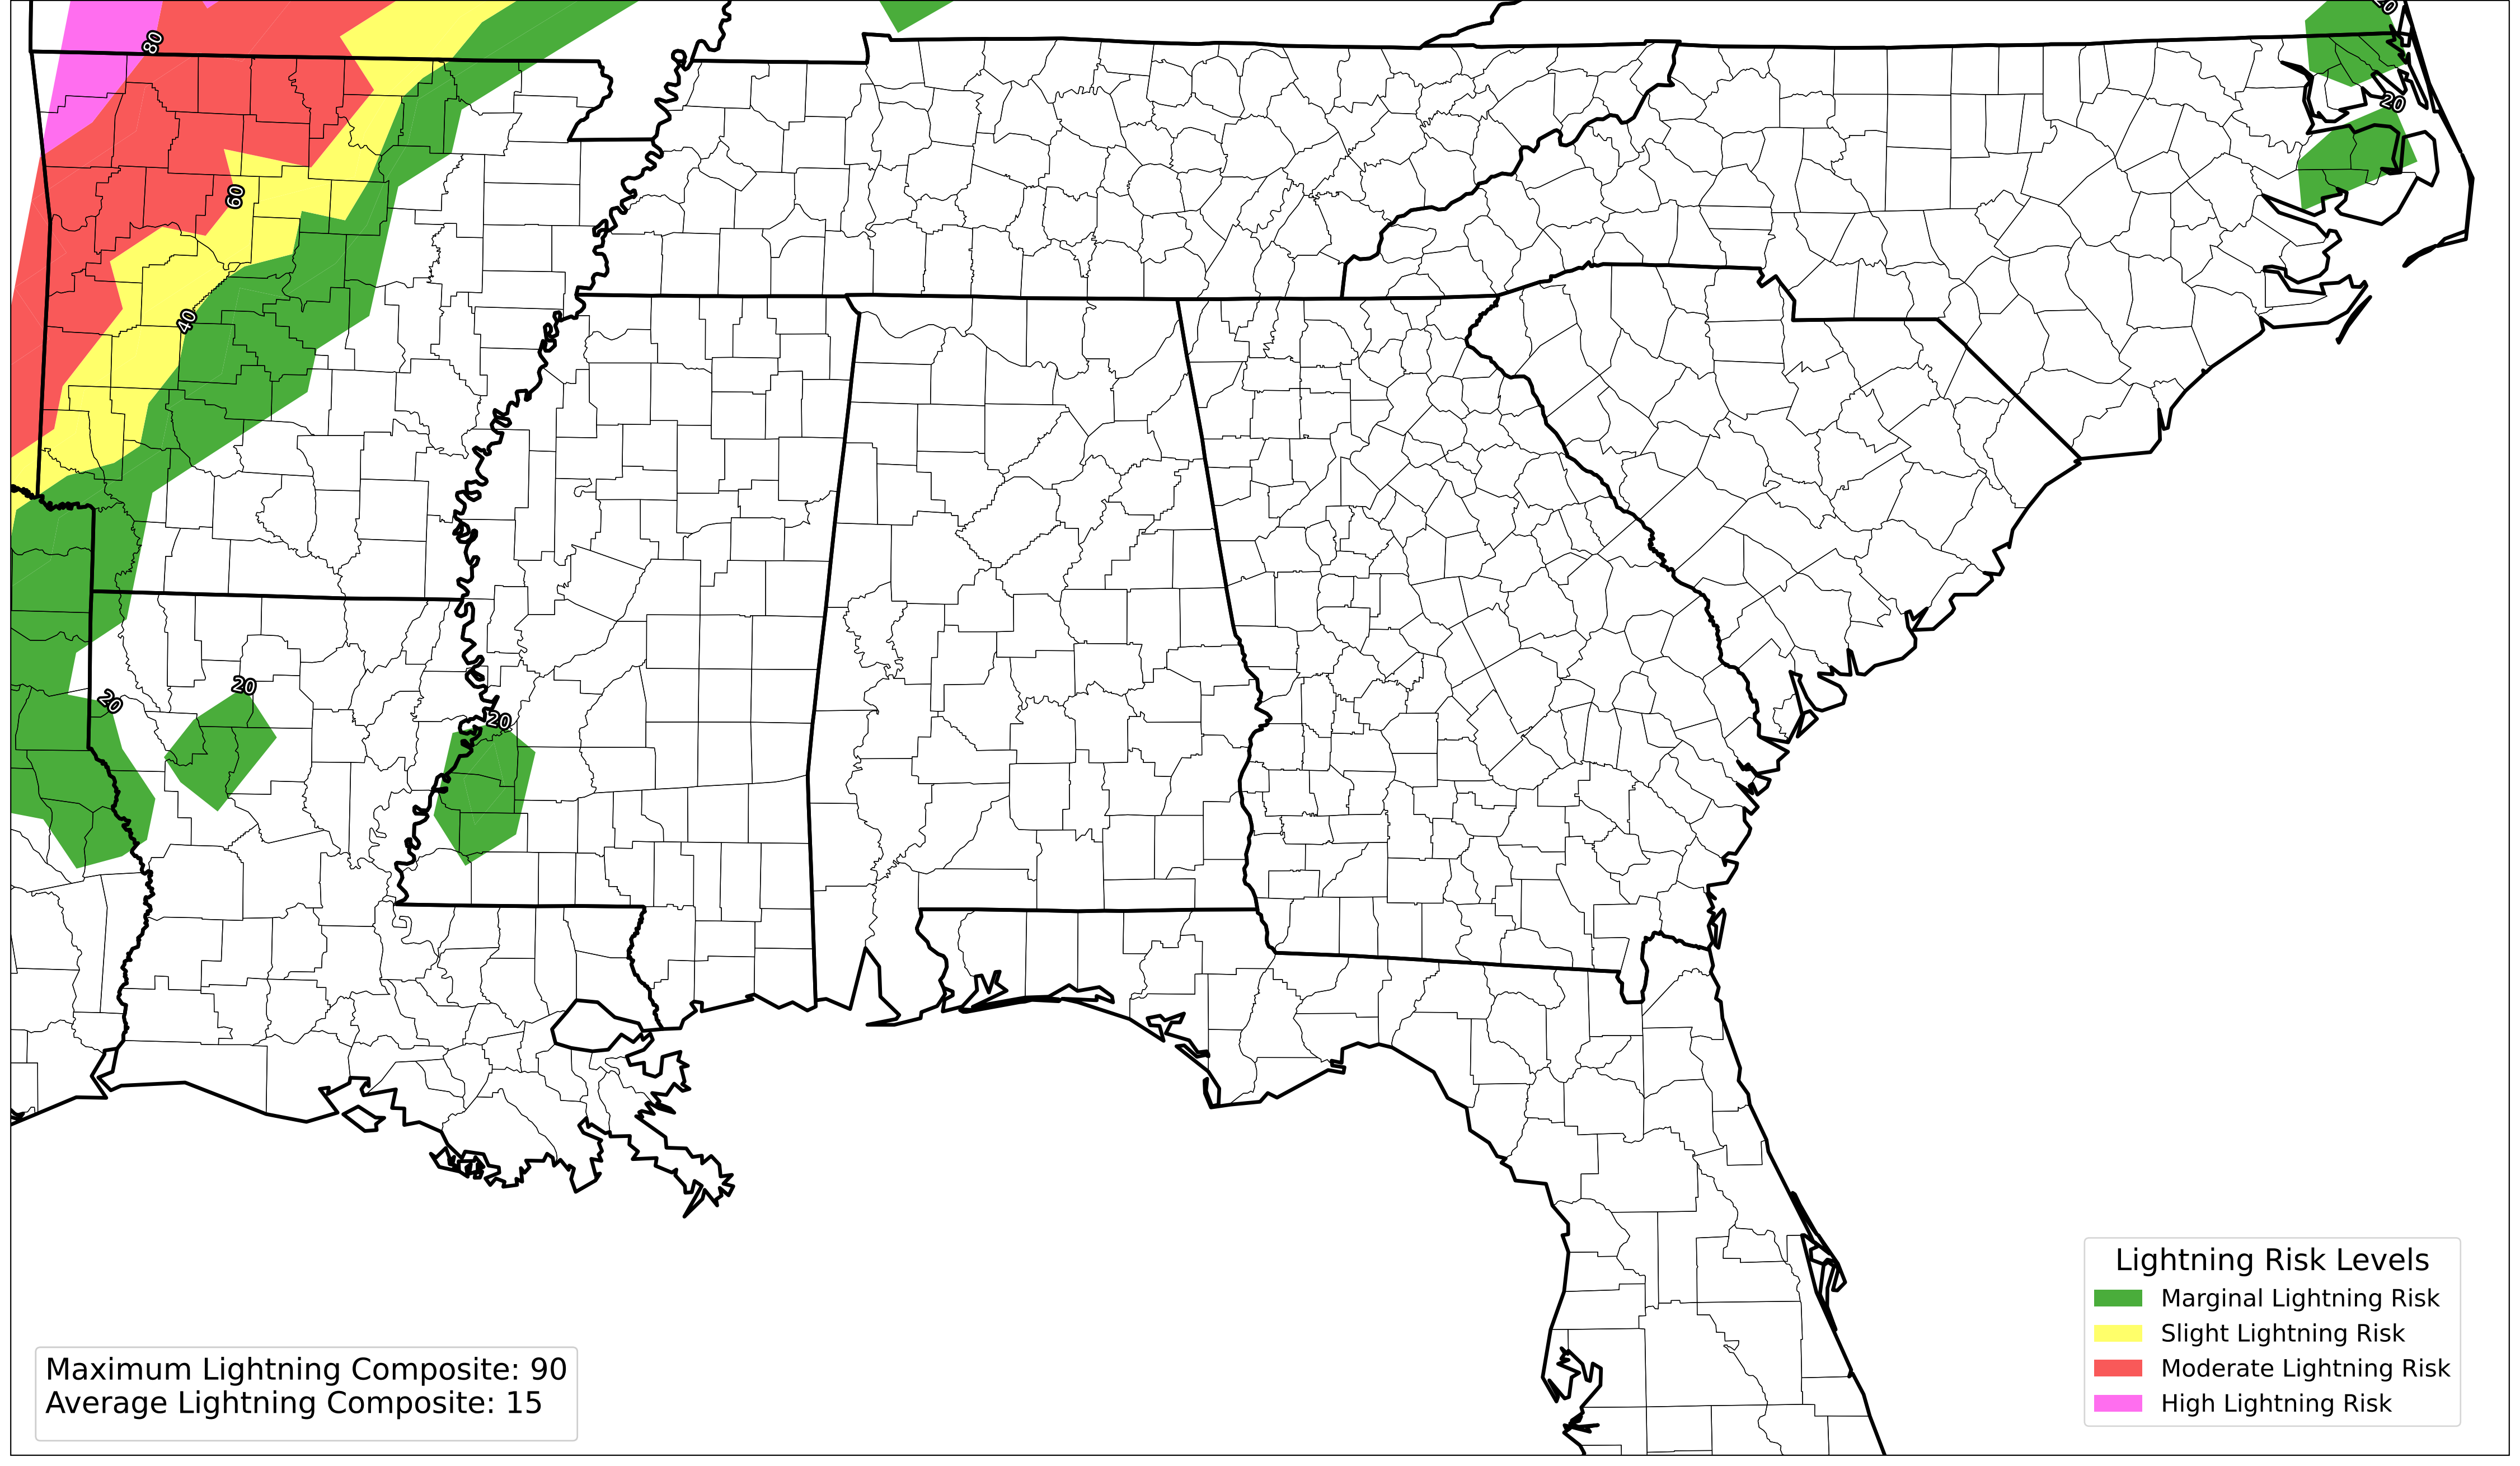 20
80
20
60
40
20
20
20
Lightning Risk Levels
Marginal Lightning Risk
Slight Lightning Risk
Moderate Lightning Risk
High Lightning Risk
Maximum Lightning Composite: 90
Average Lightning Composite: 15